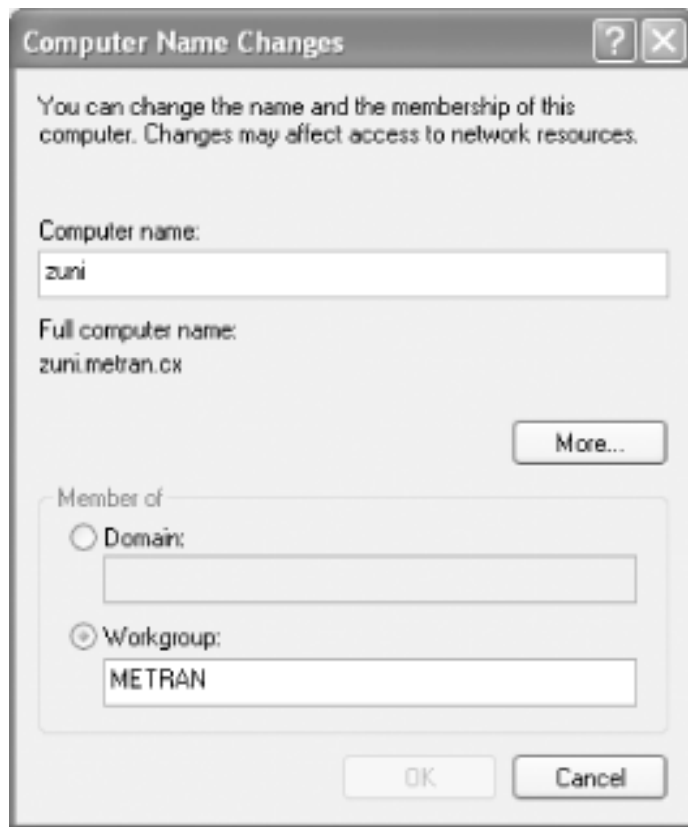 Computer Name Changes
You can change the name and the membership of this
computer. Changes may affect access to network resources.
Computer name:
zuni
Full computer name:
zuni.metran.cx
More...
Member of
Domain:
Workgroup:
METRAN
OK
Cancel